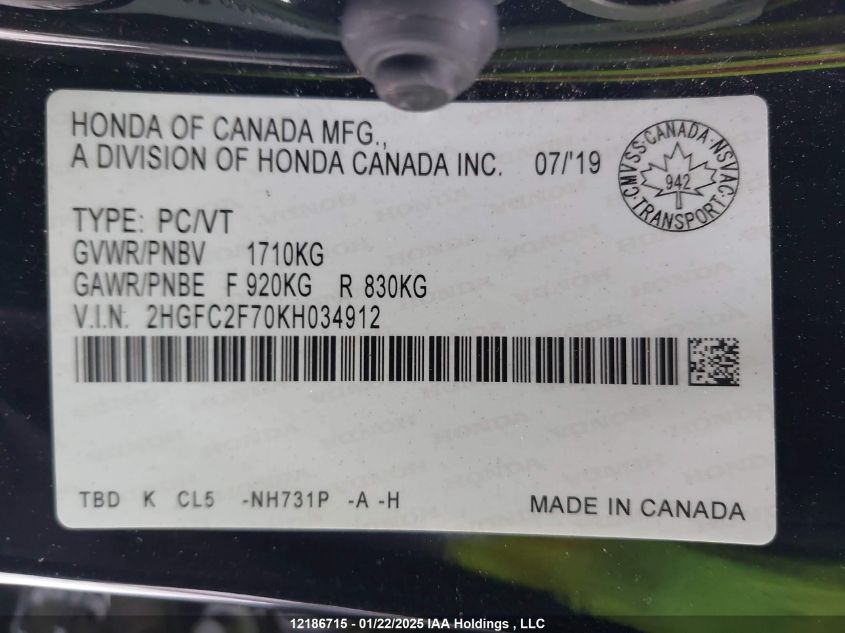 HONDA OF CANADA MFG.,
A DIVISION OF HONDA CANADA INC. 07/'19
CMVSS·CANADA·NSVAC
942
·TRANSPORT·
TYPE: PC/VT
GVWR/PNBV 1710KG
GAWR/PNBE F 920KG R 830KG
V.I.N. 2HGFC2F70KH034912
TBD K CL5 -NH731P -A -H
MADE IN CANADA
12186715 - 01/22/2025 IAA Holdings , LLC